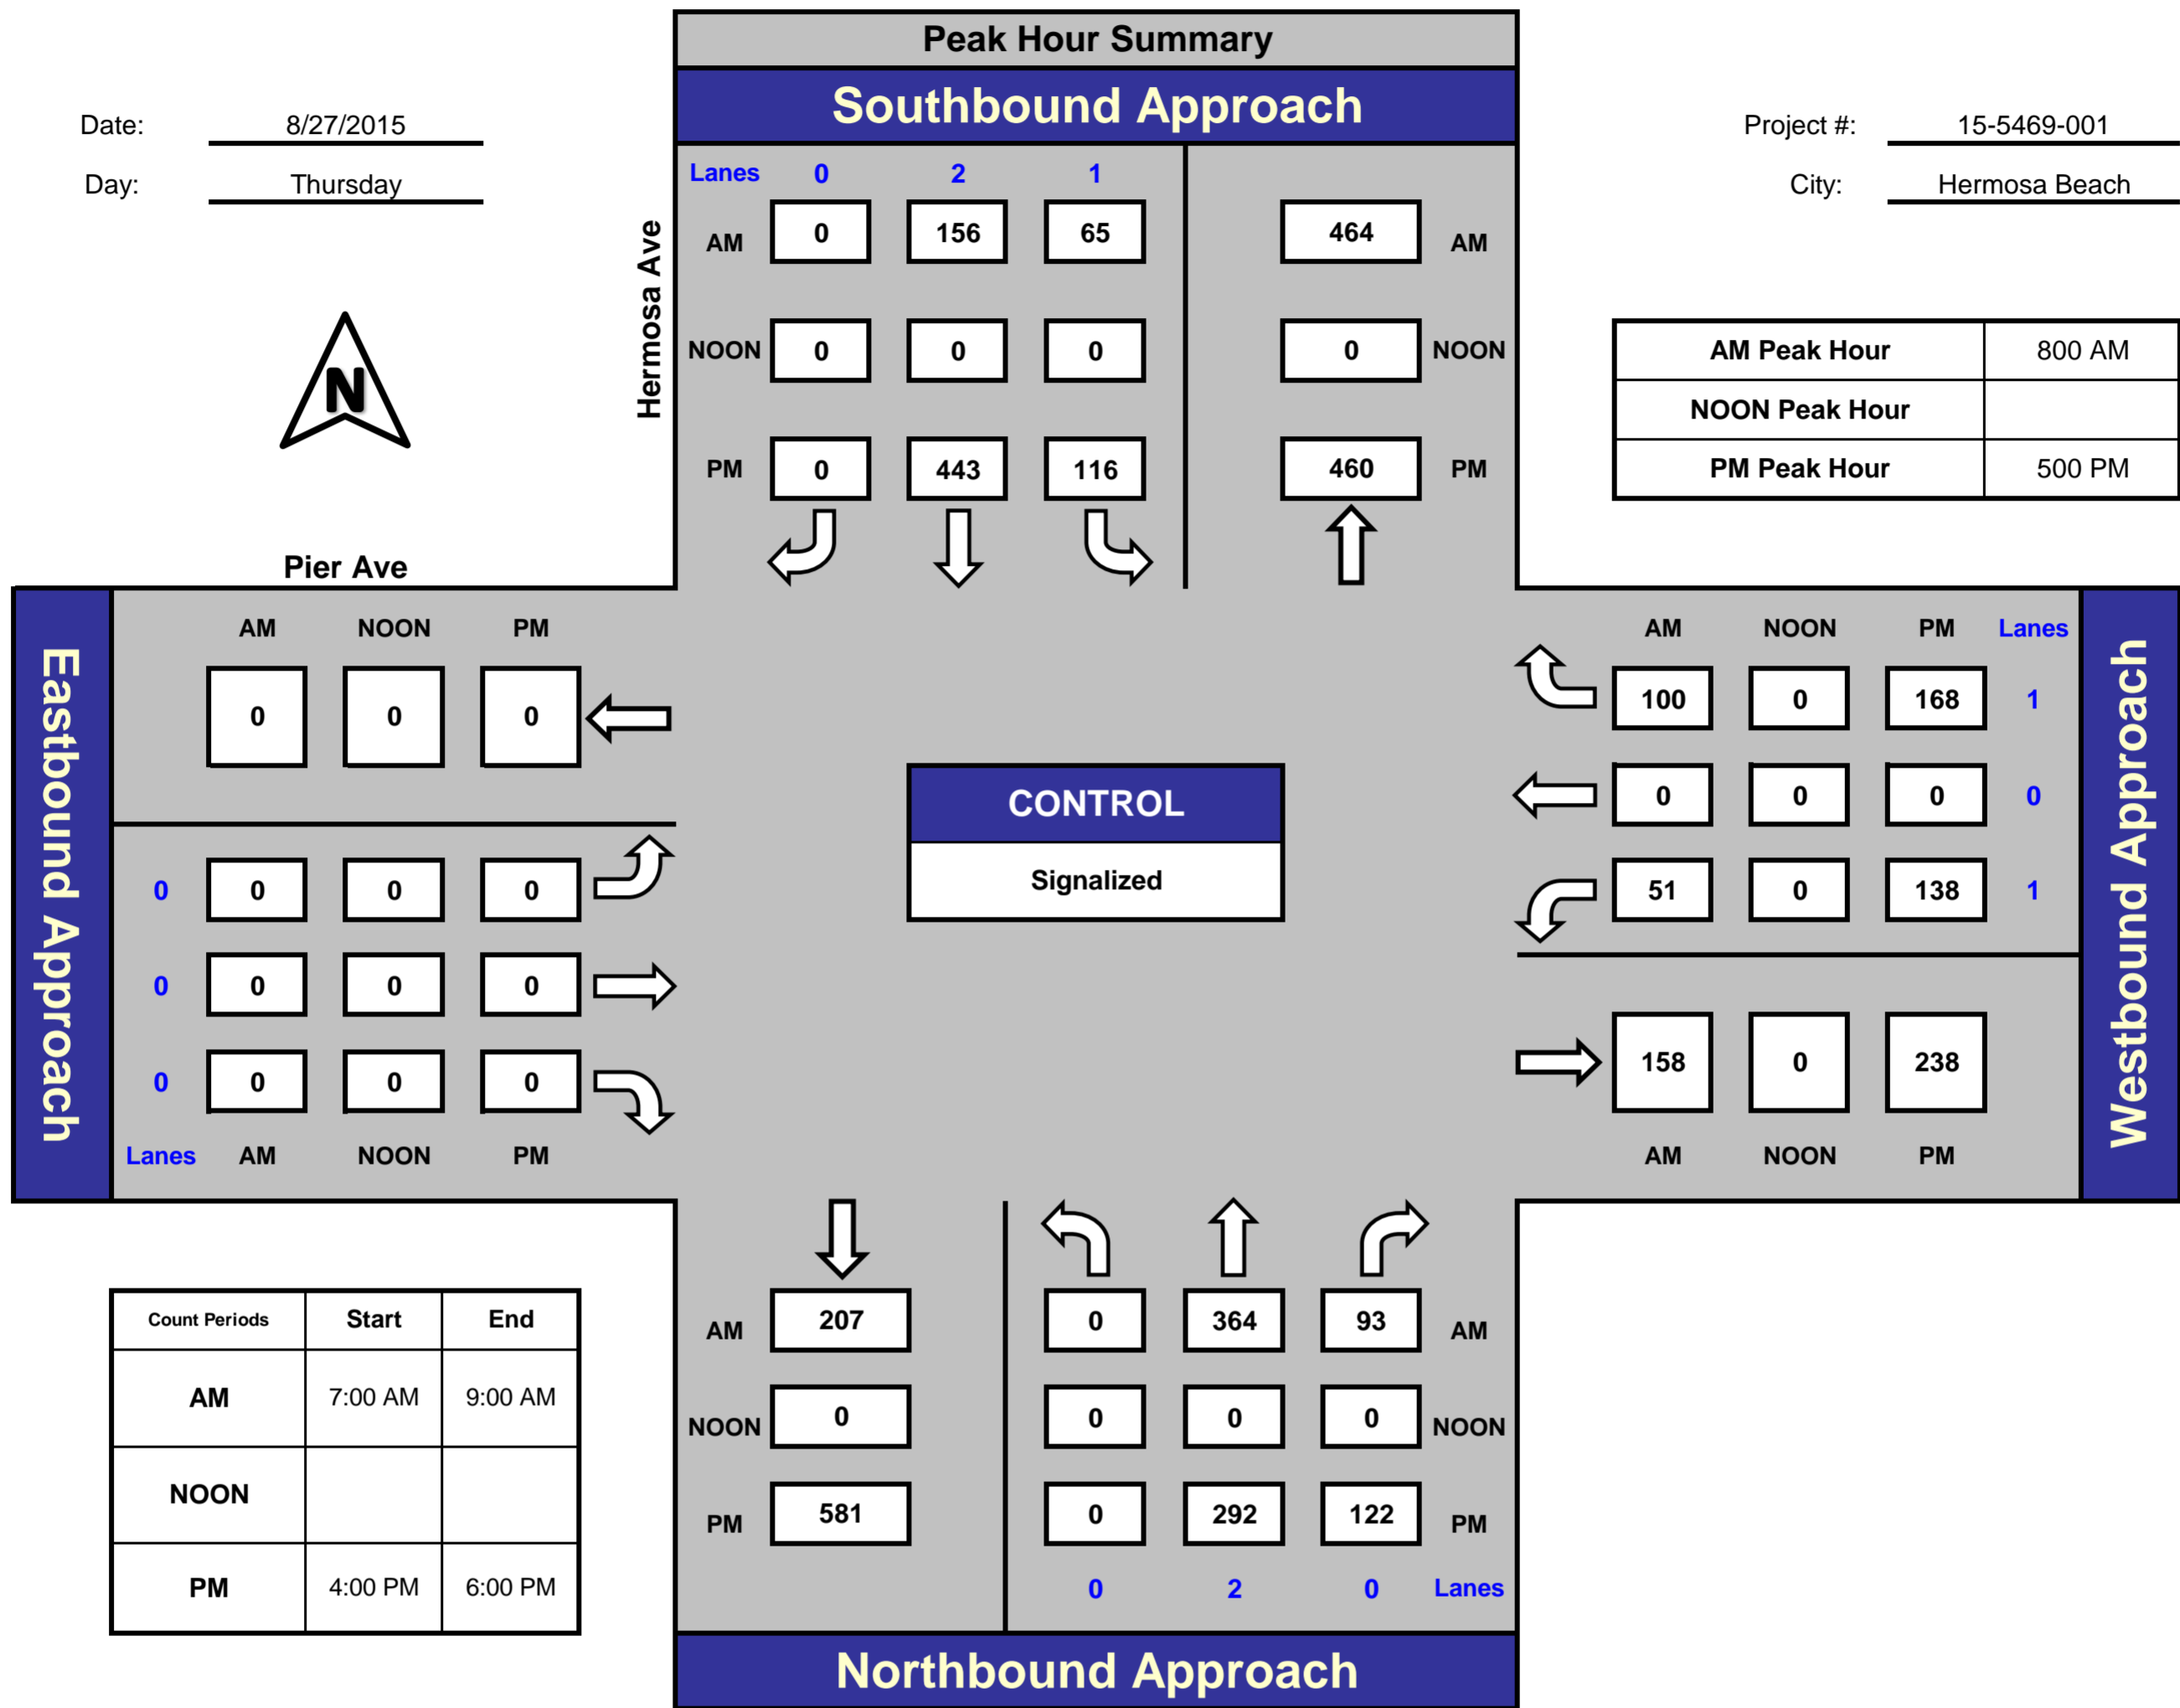 Peak Hour Summary
Southbound Approach
Date: 8/27/2015
Project #: 15-5469-001
Day: Thursday
City: Hermosa Beach
Lanes 0 2 1
AM 0 156 65 464 AM
Hermosa Ave
NOON 0 0 0 0 NOON
PM 0 443 116 460 PM
N
AM Peak Hour 800 AM
NOON Peak Hour
PM Peak Hour 500 PM
Pier Ave
Eastbound Approach
AM NOON PM
0 0 0
0 0 0 0
0 0 0 0
0 0 0 0
Lanes AM NOON PM
CONTROL
Signalized
AM NOON PM Lanes
100 0 168 1
0 0 0 0
51 0 138 1
158 0 238
AM NOON PM
Westbound Approach
Count Periods Start End
AM 7:00 AM 9:00 AM
NOON
PM 4:00 PM 6:00 PM
AM 207 0 364 93 AM
NOON 0 0 0 0 NOON
PM 581 0 292 122 PM
0 2 0 Lanes
Northbound Approach